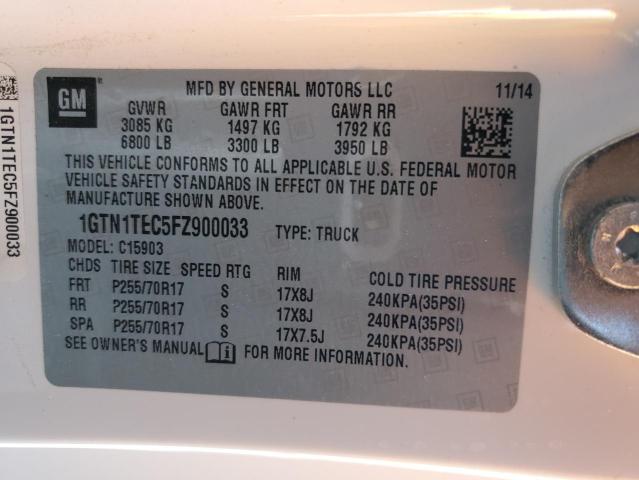 1GTN1TEC5FZ900033
GM
MFD BY GENERAL MOTORS LLC 11/14
GVWR GAWR FRT GAWR RR
3085 KG 1497 KG 1792 KG
6800 LB 3300 LB 3950 LB
THIS VEHICLE CONFORMS TO ALL APPLICABLE U.S. FEDERAL MOTOR
VEHICLE SAFETY STANDARDS IN EFFECT ON THE DATE OF
MANUFACTURE SHOWN ABOVE.
1GTN1TEC5FZ900033 TYPE: TRUCK
MODEL: C15903
CHDS TIRE SIZE SPEED RTG RIM COLD TIRE PRESSURE
FRT P255/70R17 S 17X8J 240KPA(35PSI)
RR P255/70R17 S 17X8J 240KPA(35PSI)
SPA P255/70R17 S 17X7.5J 240KPA(35PSI)
SEE OWNER'S MANUAL FOR MORE INFORMATION.